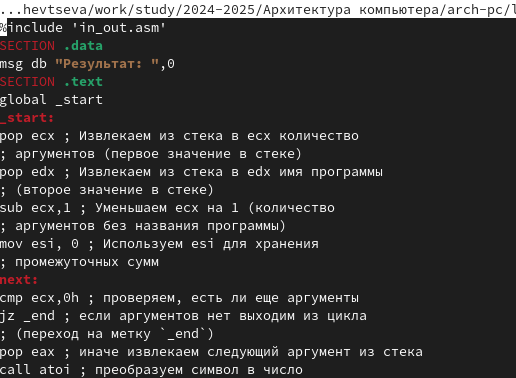 ...hevtseva/work/study/2024-2025/Архитектура компьютера/arch-pc/l
%include 'in_out.asm'
SECTION .data
msg db "Результат: ",0
SECTION .text
global _start
_start:
pop ecx ; Извлекаем из стека в ecx количество
; аргументов (первое значение в стеке)
pop edx ; Извлекаем из стека в edx имя программы
; (второе значение в стеке)
sub ecx,1 ; Уменьшаем ecx на 1 (количество
; аргументов без названия программы)
mov esi, 0 ; Используем esi для хранения
; промежуточных сумм
next:
cmp ecx,0h ; проверяем, есть ли еще аргументы
jz _end ; если аргументов нет выходим из цикла
; (переход на метку `_end`)
pop eax ; иначе извлекаем следующий аргумент из стека
call atoi ; преобразуем символ в число